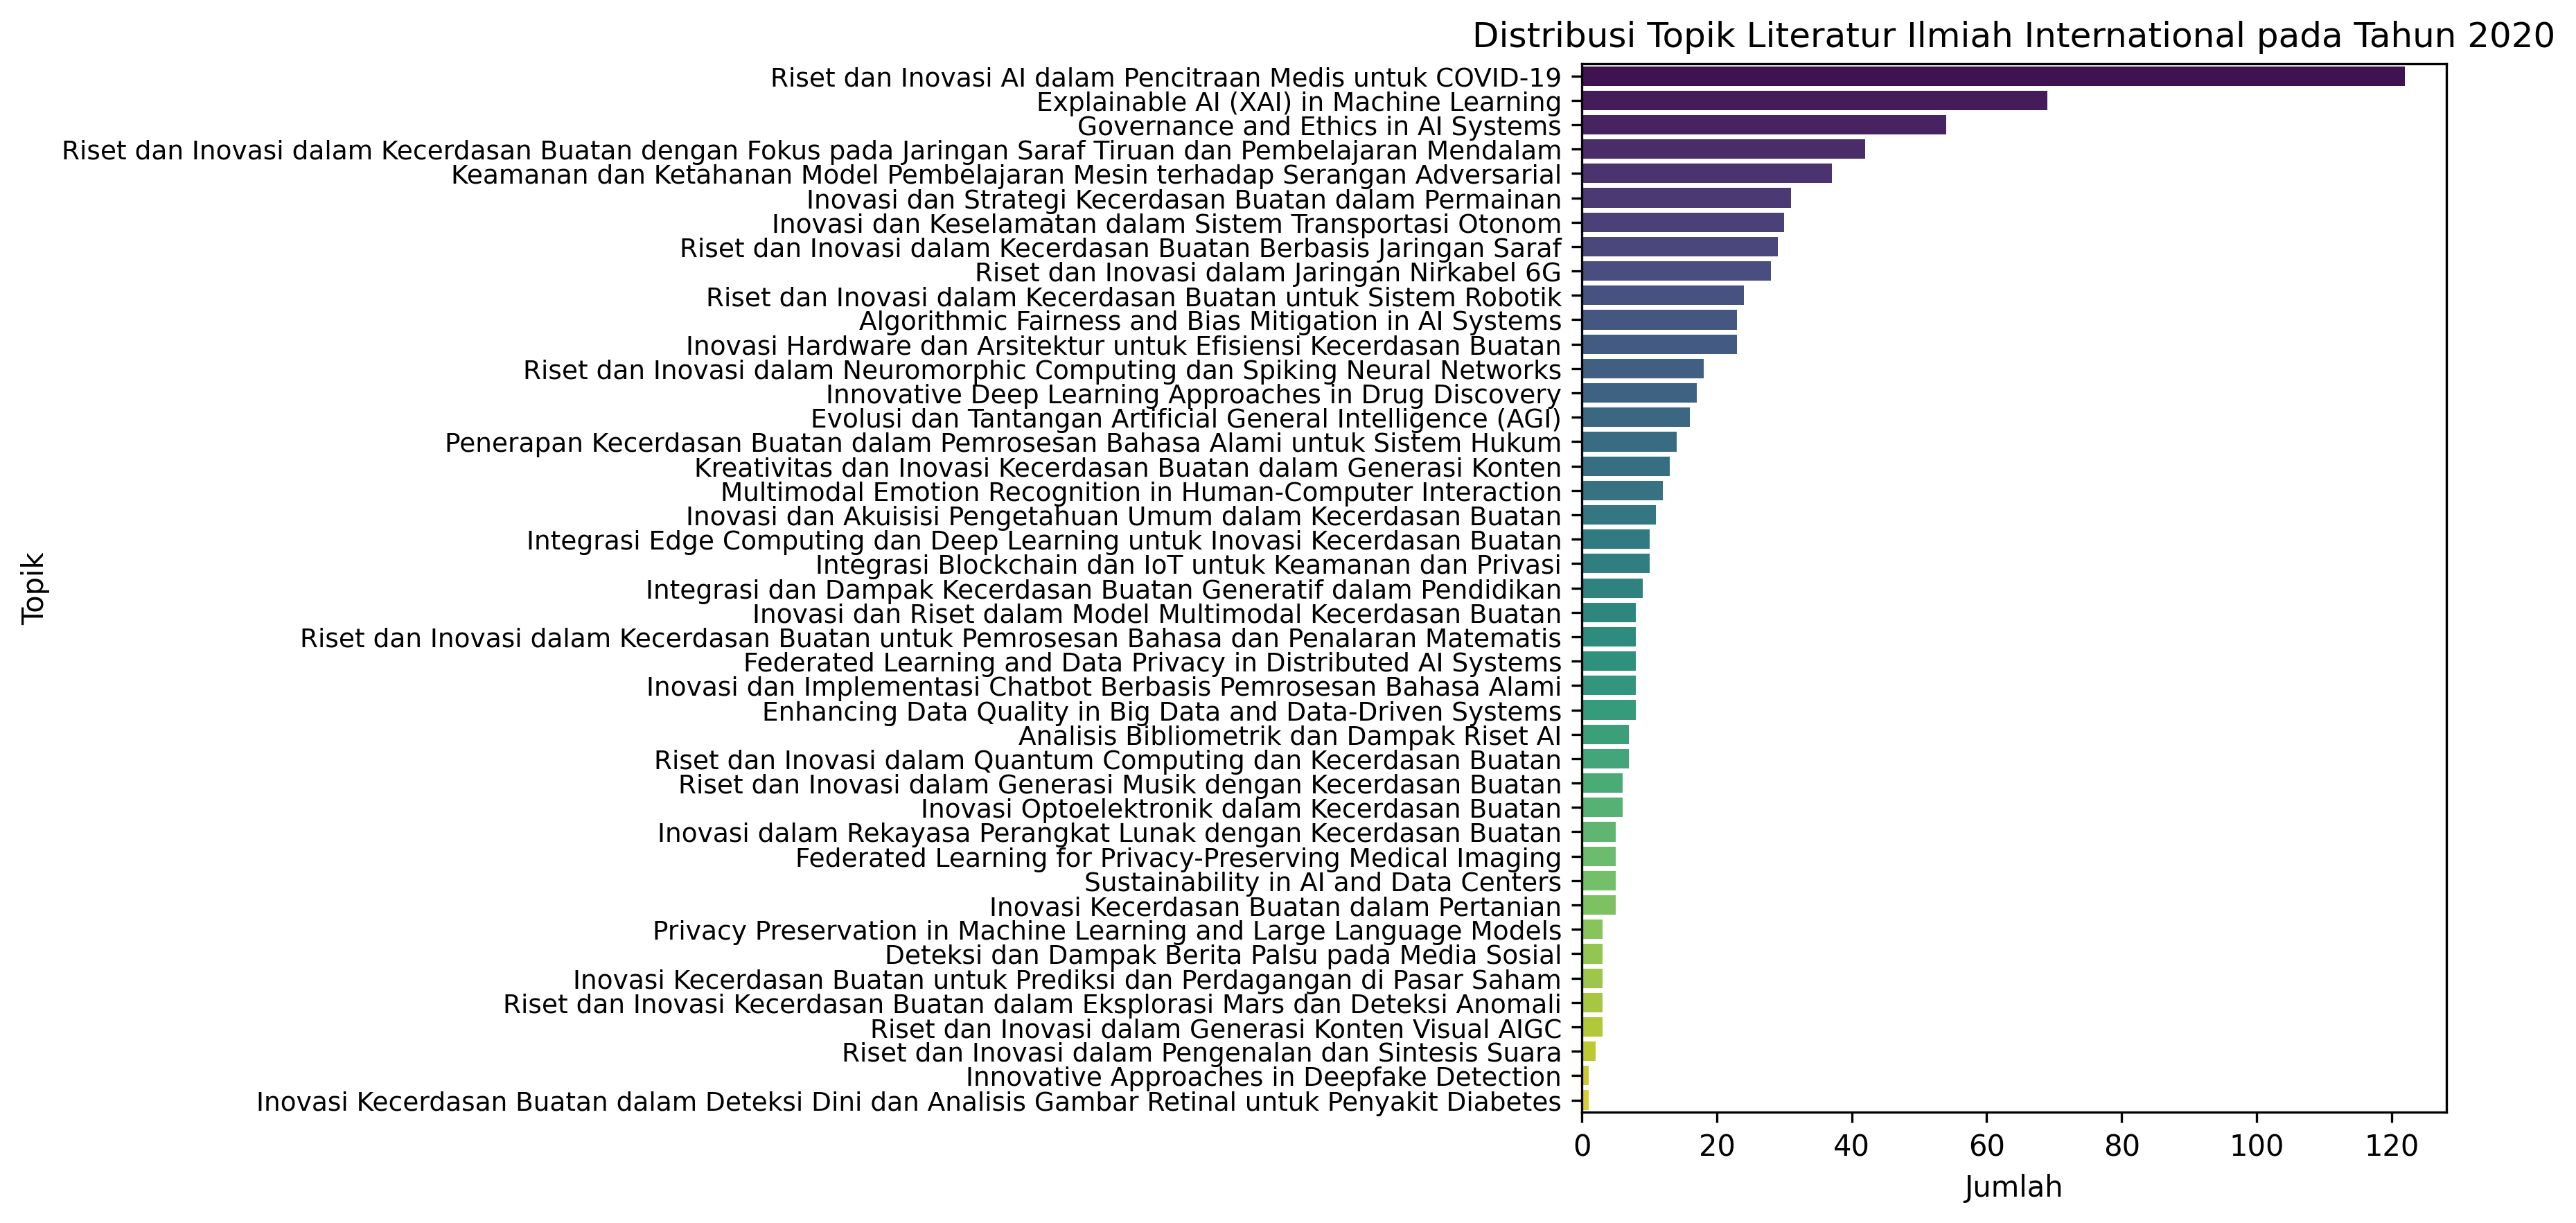 Distribusi Topik Literatur Ilmiah International pada Tahun 2020
Riset dan Inovasi AI dalam Pencitraan Medis untuk COVID-19
Explainable AI (XAI) in Machine Learning
Governance and Ethics in AI Systems
Riset dan Inovasi dalam Kecerdasan Buatan dengan Fokus pada Jaringan Saraf Tiruan dan Pembelajaran Mendalam
Keamanan dan Ketahanan Model Pembelajaran Mesin terhadap Serangan Adversarial
Inovasi dan Strategi Kecerdasan Buatan dalam Permainan
Inovasi dan Keselamatan dalam Sistem Transportasi Otonom
Riset dan Inovasi dalam Kecerdasan Buatan Berbasis Jaringan Saraf
Riset dan Inovasi dalam Jaringan Nirkabel 6G
Riset dan Inovasi dalam Kecerdasan Buatan untuk Sistem Robotik
Algorithmic Fairness and Bias Mitigation in AI Systems
Inovasi Hardware dan Arsitektur untuk Efisiensi Kecerdasan Buatan
Riset dan Inovasi dalam Neuromorphic Computing dan Spiking Neural Networks
Innovative Deep Learning Approaches in Drug Discovery
Evolusi dan Tantangan Artificial General Intelligence (AGI)
Penerapan Kecerdasan Buatan dalam Pemrosesan Bahasa Alami untuk Sistem Hukum
Kreativitas dan Inovasi Kecerdasan Buatan dalam Generasi Konten
Multimodal Emotion Recognition in Human-Computer Interaction
Inovasi dan Akuisisi Pengetahuan Umum dalam Kecerdasan Buatan
Integrasi Edge Computing dan Deep Learning untuk Inovasi Kecerdasan Buatan
Integrasi Blockchain dan IoT untuk Keamanan dan Privasi
Integrasi dan Dampak Kecerdasan Buatan Generatif dalam Pendidikan
Inovasi dan Riset dalam Model Multimodal Kecerdasan Buatan
Riset dan Inovasi dalam Kecerdasan Buatan untuk Pemrosesan Bahasa dan Penalaran Matematis
Federated Learning and Data Privacy in Distributed AI Systems
Inovasi dan Implementasi Chatbot Berbasis Pemrosesan Bahasa Alami
Enhancing Data Quality in Big Data and Data-Driven Systems
Analisis Bibliometrik dan Dampak Riset AI
Riset dan Inovasi dalam Quantum Computing dan Kecerdasan Buatan
Riset dan Inovasi dalam Generasi Musik dengan Kecerdasan Buatan
Inovasi Optoelektronik dalam Kecerdasan Buatan
Inovasi dalam Rekayasa Perangkat Lunak dengan Kecerdasan Buatan
Federated Learning for Privacy-Preserving Medical Imaging
Sustainability in AI and Data Centers
Inovasi Kecerdasan Buatan dalam Pertanian
Privacy Preservation in Machine Learning and Large Language Models
Deteksi dan Dampak Berita Palsu pada Media Sosial
Inovasi Kecerdasan Buatan untuk Prediksi dan Perdagangan di Pasar Saham
Riset dan Inovasi Kecerdasan Buatan dalam Eksplorasi Mars dan Deteksi Anomali
Riset dan Inovasi dalam Generasi Konten Visual AIGC
Riset dan Inovasi dalam Pengenalan dan Sintesis Suara
Innovative Approaches in Deepfake Detection
Inovasi Kecerdasan Buatan dalam Deteksi Dini dan Analisis Gambar Retinal untuk Penyakit Diabetes
Topik
0 20 40 60 80 100 120
Jumlah